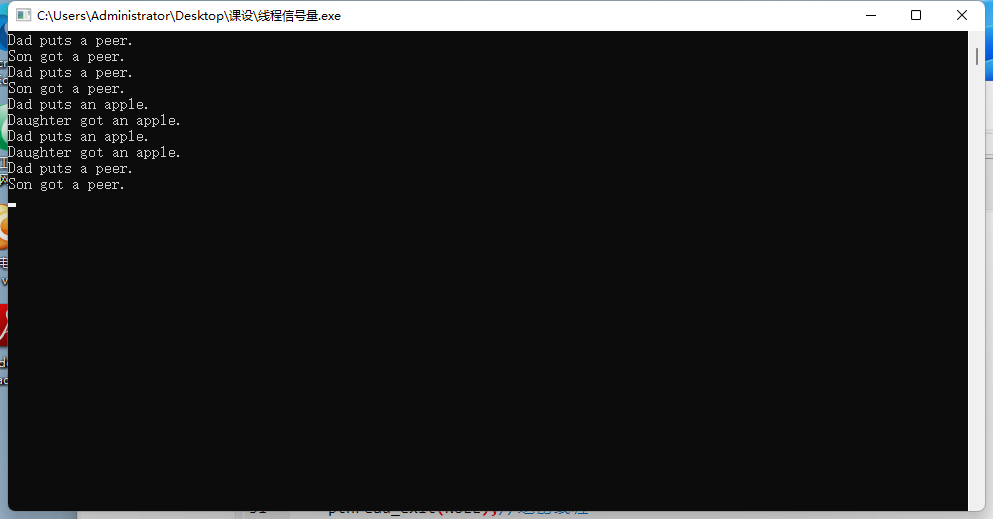 C:\Users\Administrator\Desktop\课设\线程信号量.exe
Dad puts a peer.
Son got a peer.
Dad puts a peer.
Son got a peer.
Dad puts an apple.
Daughter got an apple.
Dad puts an apple.
Daughter got an apple.
Dad puts a peer.
Son got a peer.